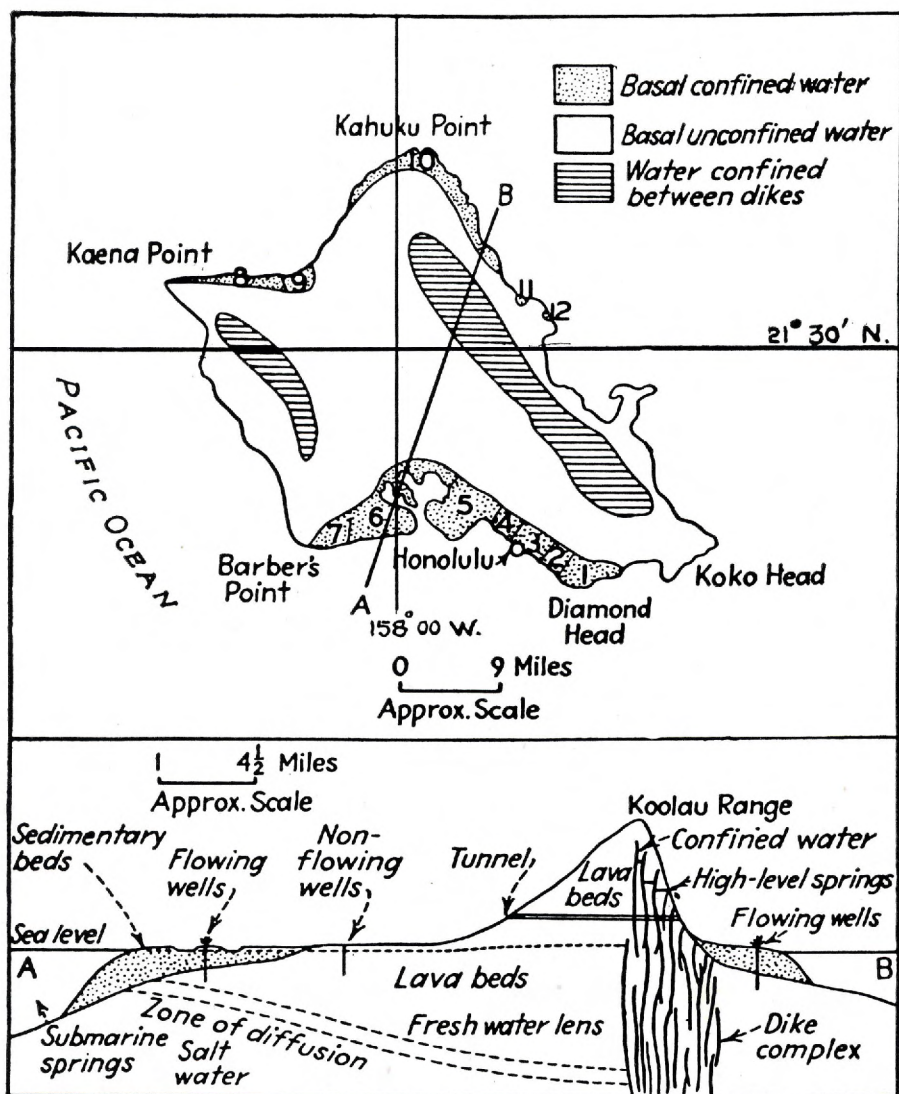 Basal confined water
Basal unconfined water
Water confined
between dikes
Kahuku Point
10
B
Kaena Point
8
9
11
12
21° 30' N.
PACIFIC OCEAN
7
6
5
4
3
2
1
Honolulu
Barber's
Point
A
Koko Head
Diamond
Head
158° 00 W.
0 9 Miles
Approx. Scale
1 4½ Miles
Approx. Scale
Koolau Range
Sedimentary
beds
Flowing
wells
Non-
flowing
wells
Tunnel
Lava
beds
Confined water
High-level springs
Flowing wells
Sea level
A
B
Lava beds
Fresh water lens
Zone of diffusion
Salt
water
Submarine
springs
Dike
complex